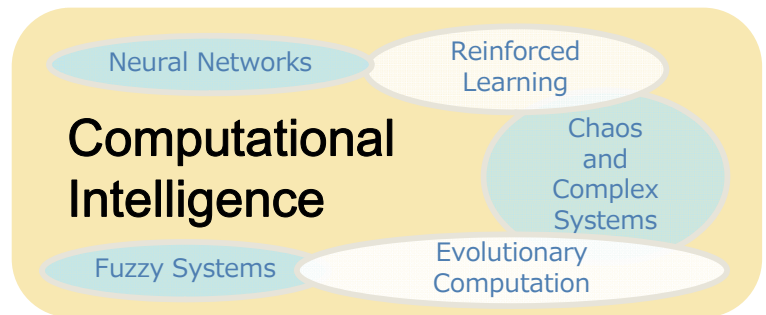 Neural Networks
Reinforced
Learning
Computational
Intelligence
Chaos
and
Complex
Systems
Fuzzy Systems
Evolutionary
Computation